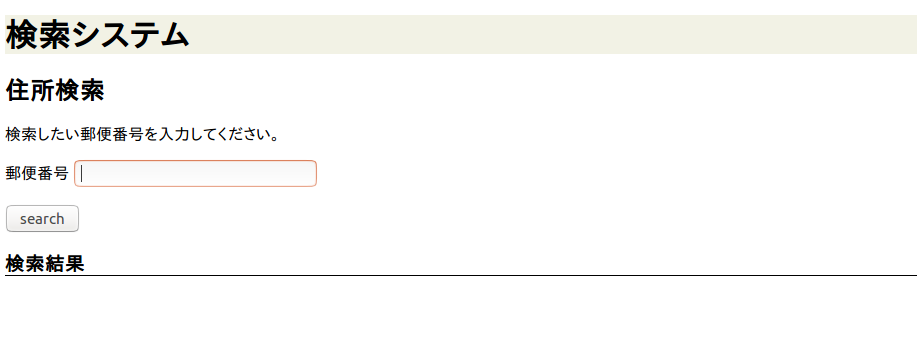 検索システム
住所検索
検索したい郵便番号を入力してください。
郵便番号
search
検索結果